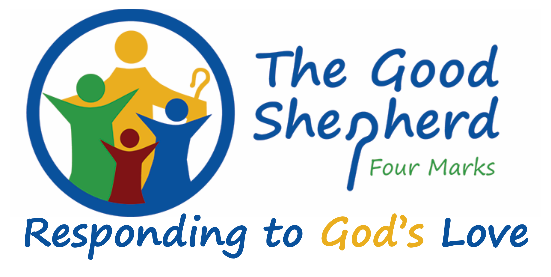 The Good
Shepherd
Four Marks
Responding to God's Love